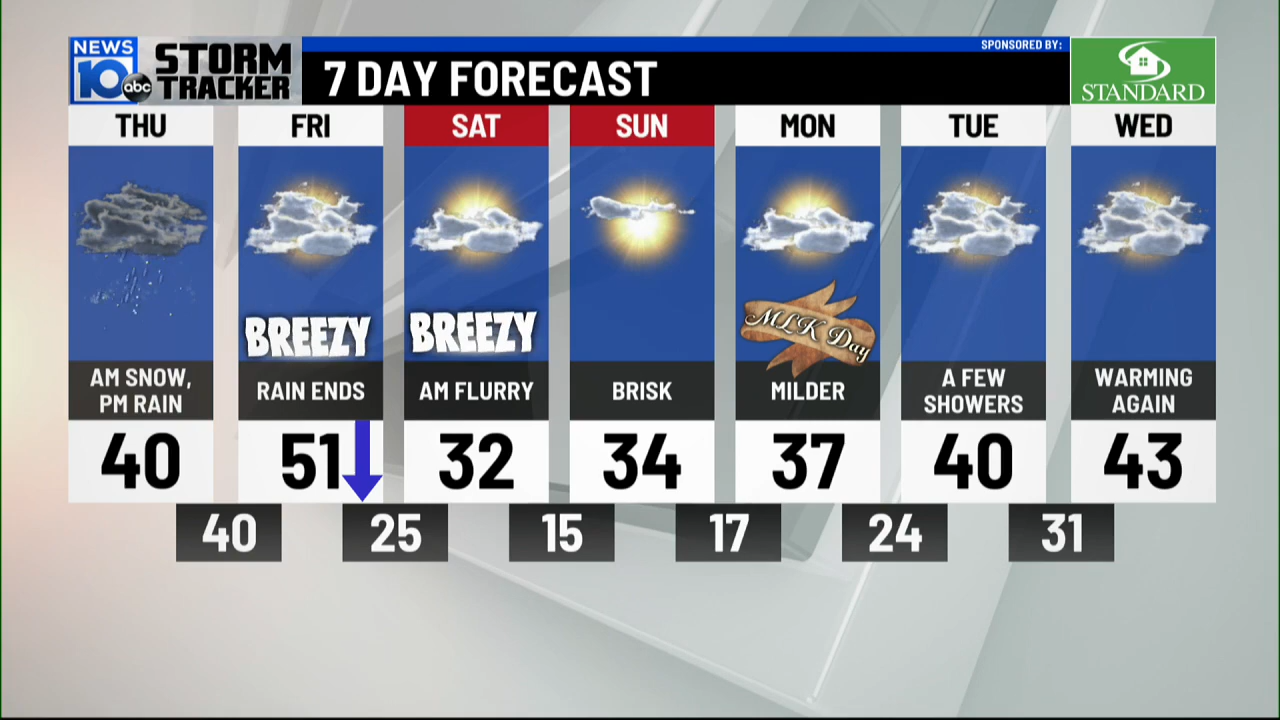 NEWS
10
abc
STORM
TRACKER
7 DAY FORECAST
SPONSORED BY:
STANDARD
THU
FRI
SAT
SUN
MON
TUE
WED
BREEZY
BREEZY
MLK Day
AM SNOW,
PM RAIN
RAIN ENDS
AM FLURRY
BRISK
MILDER
A FEW
SHOWERS
WARMING
AGAIN
40
51
32
34
37
40
43
40
25
15
17
24
31